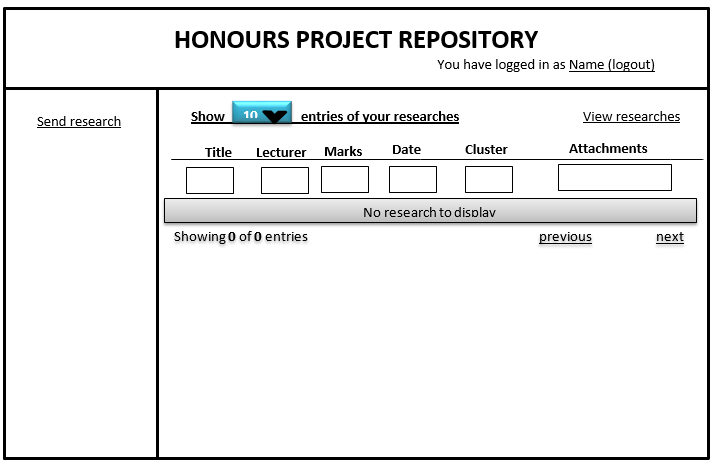 HONOURS PROJECT REPOSITORY
You have logged in as Name (logout)
Send research
Show 10 entries of your researches
View researches
Title Lecturer Marks Date Cluster Attachments
No research to display
Showing 0 of 0 entries
previous next